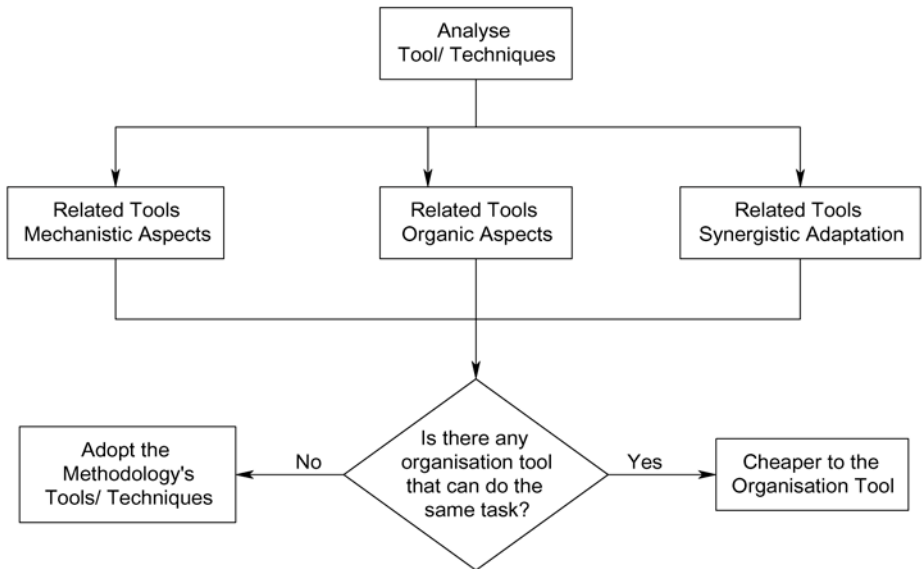 Analyse
Tool/ Techniques
Related Tools
Mechanistic Aspects
Related Tools
Organic Aspects
Related Tools
Synergistic Adaptation
Is there any
organisation tool
that can do the
same task?
No
Yes
Adopt the
Methodology's
Tools/ Techniques
Cheaper to the
Organisation Tool